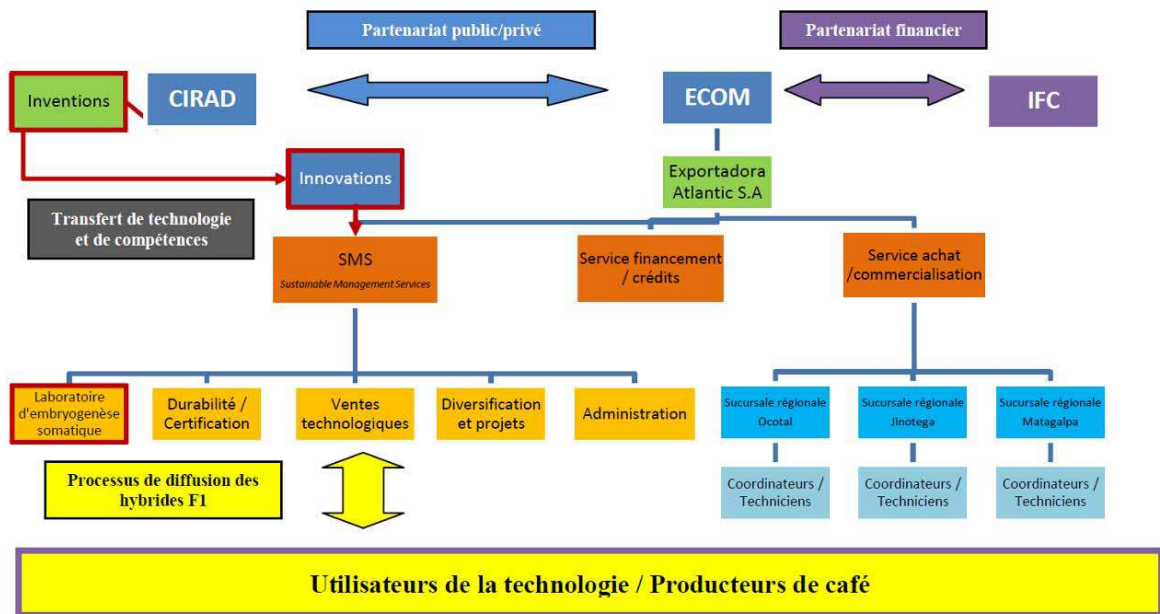 Partenariat public/privé
Partenariat financier
Inventions
CIRAD
ECOM
IFC
Innovations
Exportadora
Atlantic S.A
Transfert de technologie
et de compétences
SMS
Sustainable Management Services
Service financement
/ crédits
Service achat
/commercialisation
Laboratoire
d'embryogenèse
somatique
Durabilité /
Certification
Ventes
technologiques
Diversification
et projets
Administration
Sucursale régionale
Ocotal
Sucursale régionale
Jinotega
Sucursale régionale
Matagalpa
Processus de diffusion des
hybrides F1
Coordinateurs /
Techniciens
Coordinateurs /
Techniciens
Coordinateurs /
Techniciens
Utilisateurs de la technologie / Producteurs de café